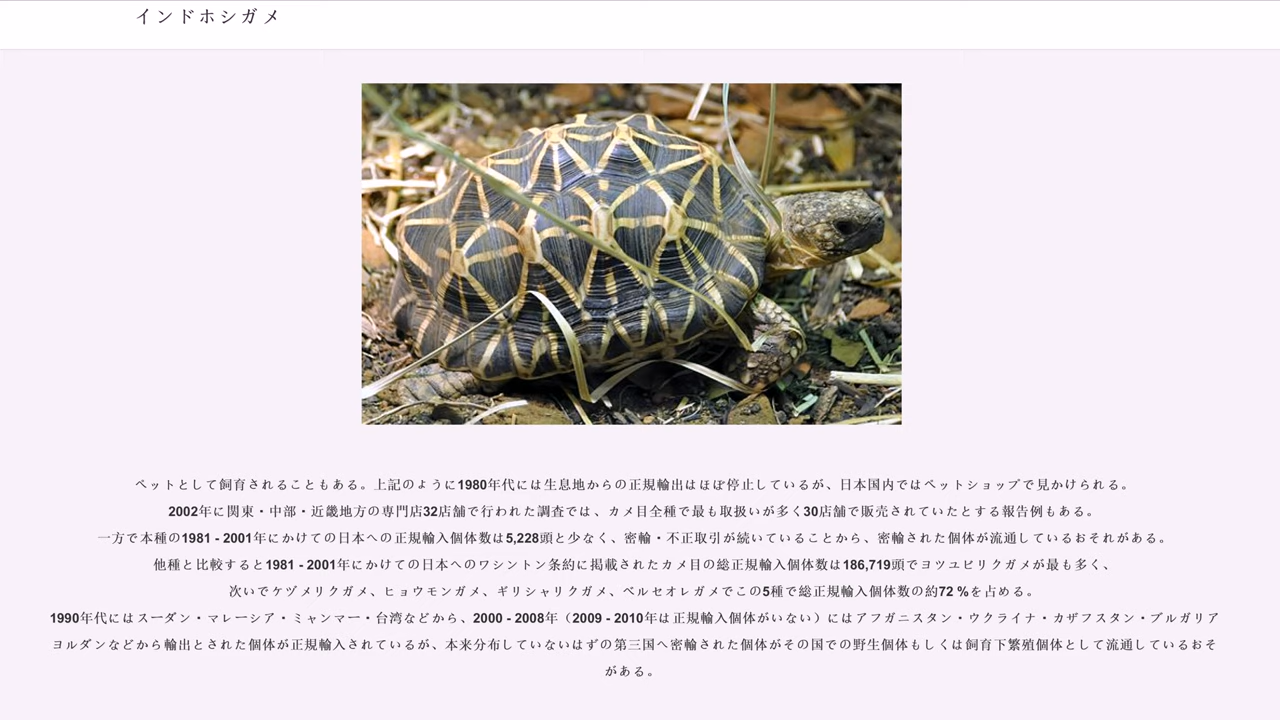 インドホシガメ
ペットとして飼育されることもある。上記のように1980年代には生息地からの正規輸出はほぼ停止しているが、日本国内ではペットショップで見かけられる。
2002年に関東・中部・近畿地方の専門店32店舗で行われた調査では、カメ目全種で最も取扱いが多く30店舗で販売されていたとする報告例もある。
一方で本種の1981 - 2001年にかけての日本への正規輸入個体数は5,228頭と少なく、密輸・不正取引が続いていることから、密輸された個体が流通しているおそれがある。
他種と比較すると1981 - 2001年にかけての日本へのワシントン条約に掲載されたカメ目の総正規輸入個体数は186,719頭でヨツユビリクガメが最も多く、
次いでケヅメリクガメ、ヒョウモンガメ、ギリシャリクガメ、ベルセオレガメでこの5種で総正規輸入個体数の約72 %を占める。
1990年代にはスーダン・マレーシア・ミャンマー・台湾などから、2000 - 2008年（2009 - 2010年は正規輸入個体がいない）にはアフガニスタン・ウクライナ・カザフスタン・ブルガリア
ヨルダンなどから輸出とされた個体が正規輸入されているが、本来分布していないはずの第三国へ密輸された個体がその国での野生個体もしくは飼育下繁殖個体として流通しているおそ
がある。